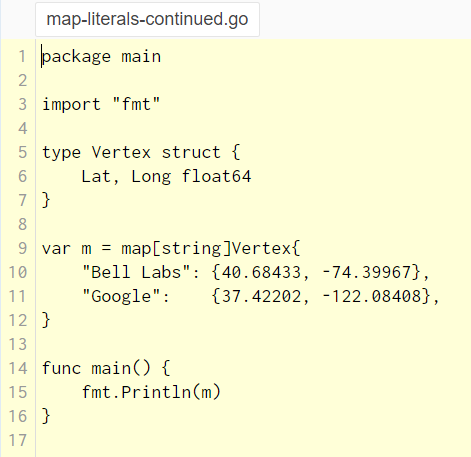 map-literals-continued.go
1 package main
2
3 import "fmt"
4
5 type Vertex struct {
6     Lat, Long float64
7 }
8
9 var m = map[string]Vertex{
10     "Bell Labs": {40.68433, -74.39967},
11     "Google":    {37.42202, -122.08408},
12 }
13
14 func main() {
15     fmt.Println(m)
16 }
17